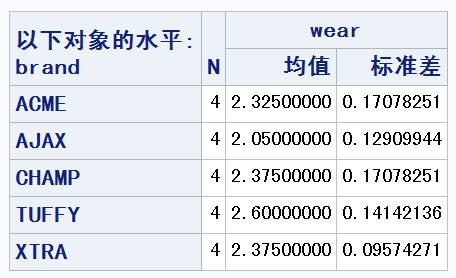 wear
以下对象的水平:
brand N 均值 标准差
ACME 4 2.32500000 0.17078251
AJAX 4 2.05000000 0.12909944
CHAMP 4 2.37500000 0.17078251
TUFFY 4 2.60000000 0.14142136
XTRA 4 2.37500000 0.09574271